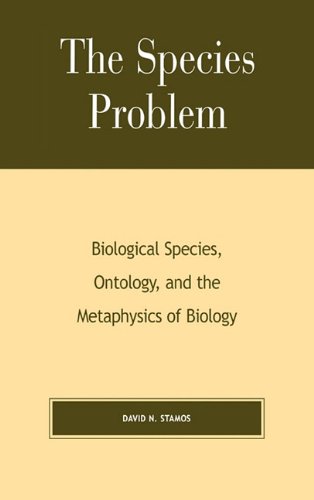 The Species
Problem
Biological Species,
Ontology, and the
Metaphysics of Biology
DAVID N. STAMOS